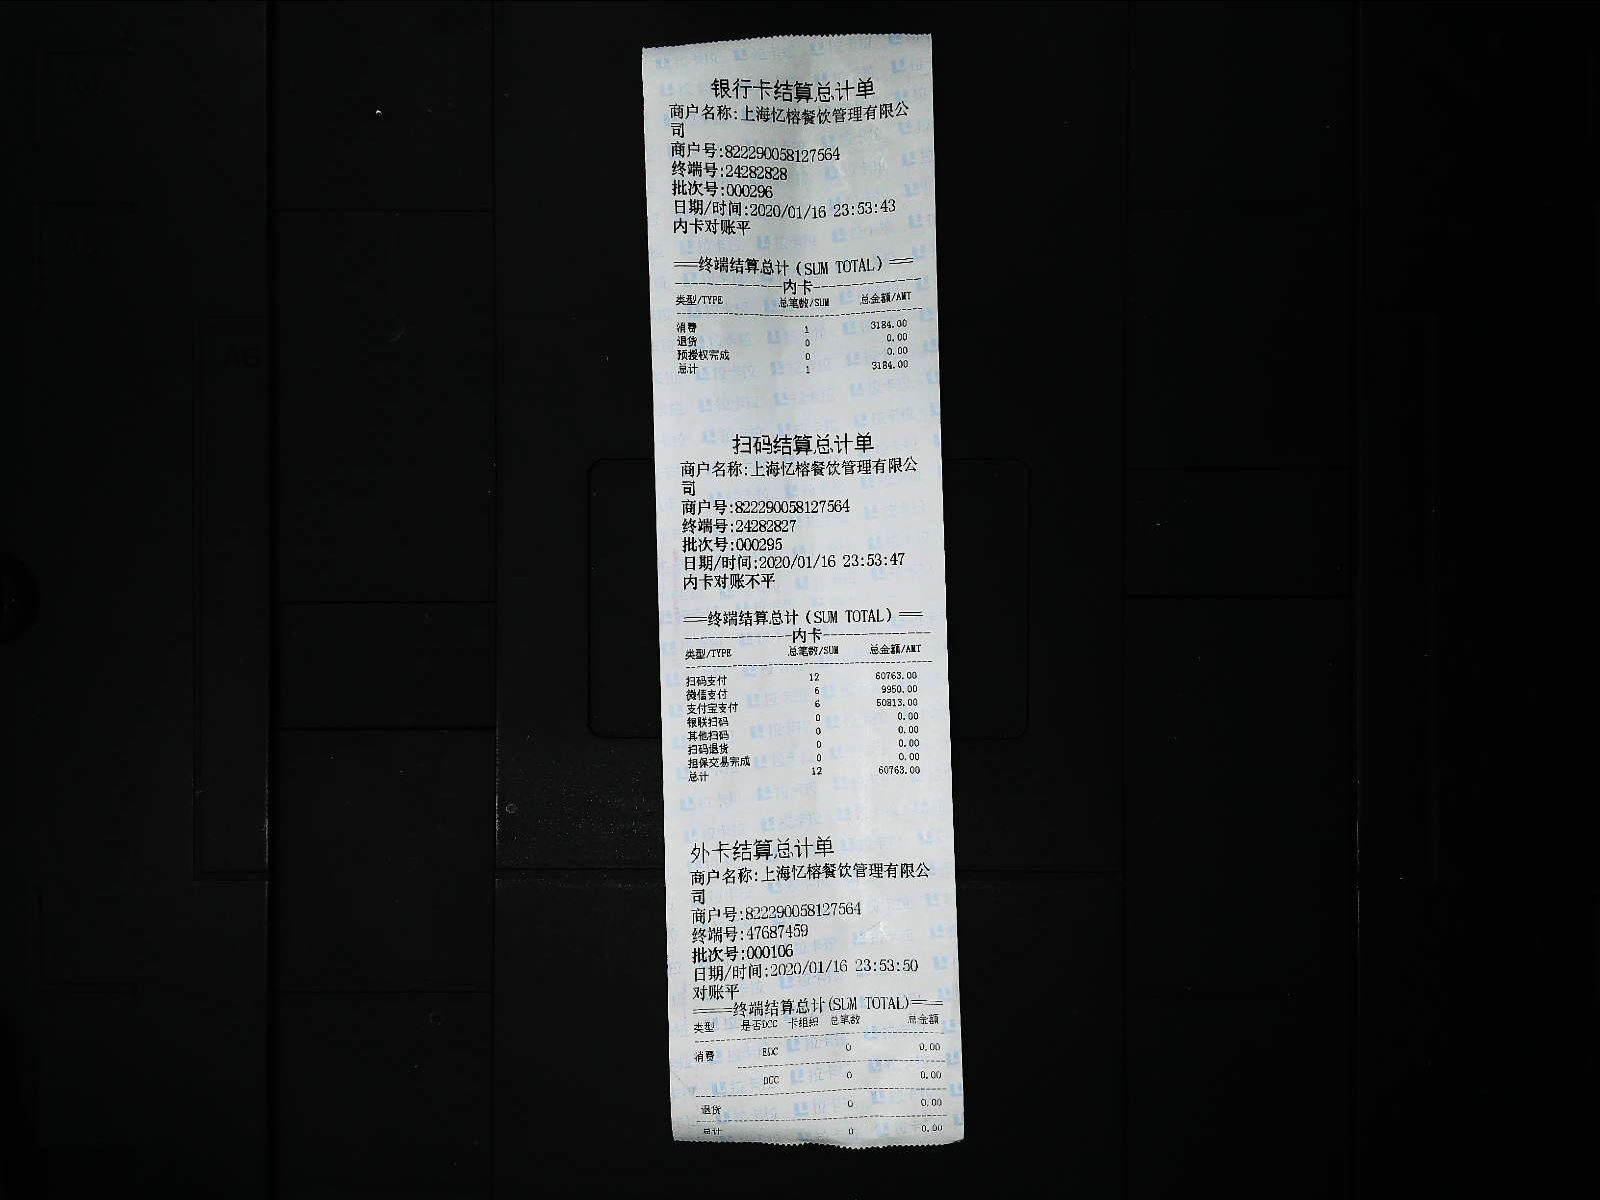 银行卡结算总计单
商户名称:上海忆榕餐饮管理有限公
司
商户号:822290058127564
终端号:24282828
批次号:000296
日期/时间:2020/01/16 23:53:43
内卡对账平
===终端结算总计(SUM TOTAL)===
---------------内卡---------------
类型/TYPE 总笔数/SUM 总金额/AMT
消费 1 3184.00
退货 0 0.00
预授权完成 0 0.00
总计 1 3184.00
扫码结算总计单
商户名称:上海忆榕餐饮管理有限公
司
商户号:822290058127564
终端号:24282827
批次号:000295
日期/时间:2020/01/16 23:53:47
内卡对账不平
===终端结算总计(SUM TOTAL)===
---------------内卡---------------
类型/TYPE 总笔数/SUM 总金额/AMT
扫码支付 12 60763.00
微信支付 6 9950.00
支付宝支付 6 50813.00
银联扫码 0 0.00
其他扫码 0 0.00
扫码退货 0 0.00
担保交易完成 0 0.00
总计 12 60763.00
外卡结算总计单
商户名称:上海忆榕餐饮管理有限公
司
商户号:822290058127564
终端号:47687459
批次号:000106
日期/时间:2020/01/16 23:53:50
对账平
=====终端结算总计(SUM TOTAL)====
类型 是否DCC 卡组织 总笔数 总金额
消费 EDC 0 0.00
DCC 0 0.00
退货 0 0.00
总计 0 0.00